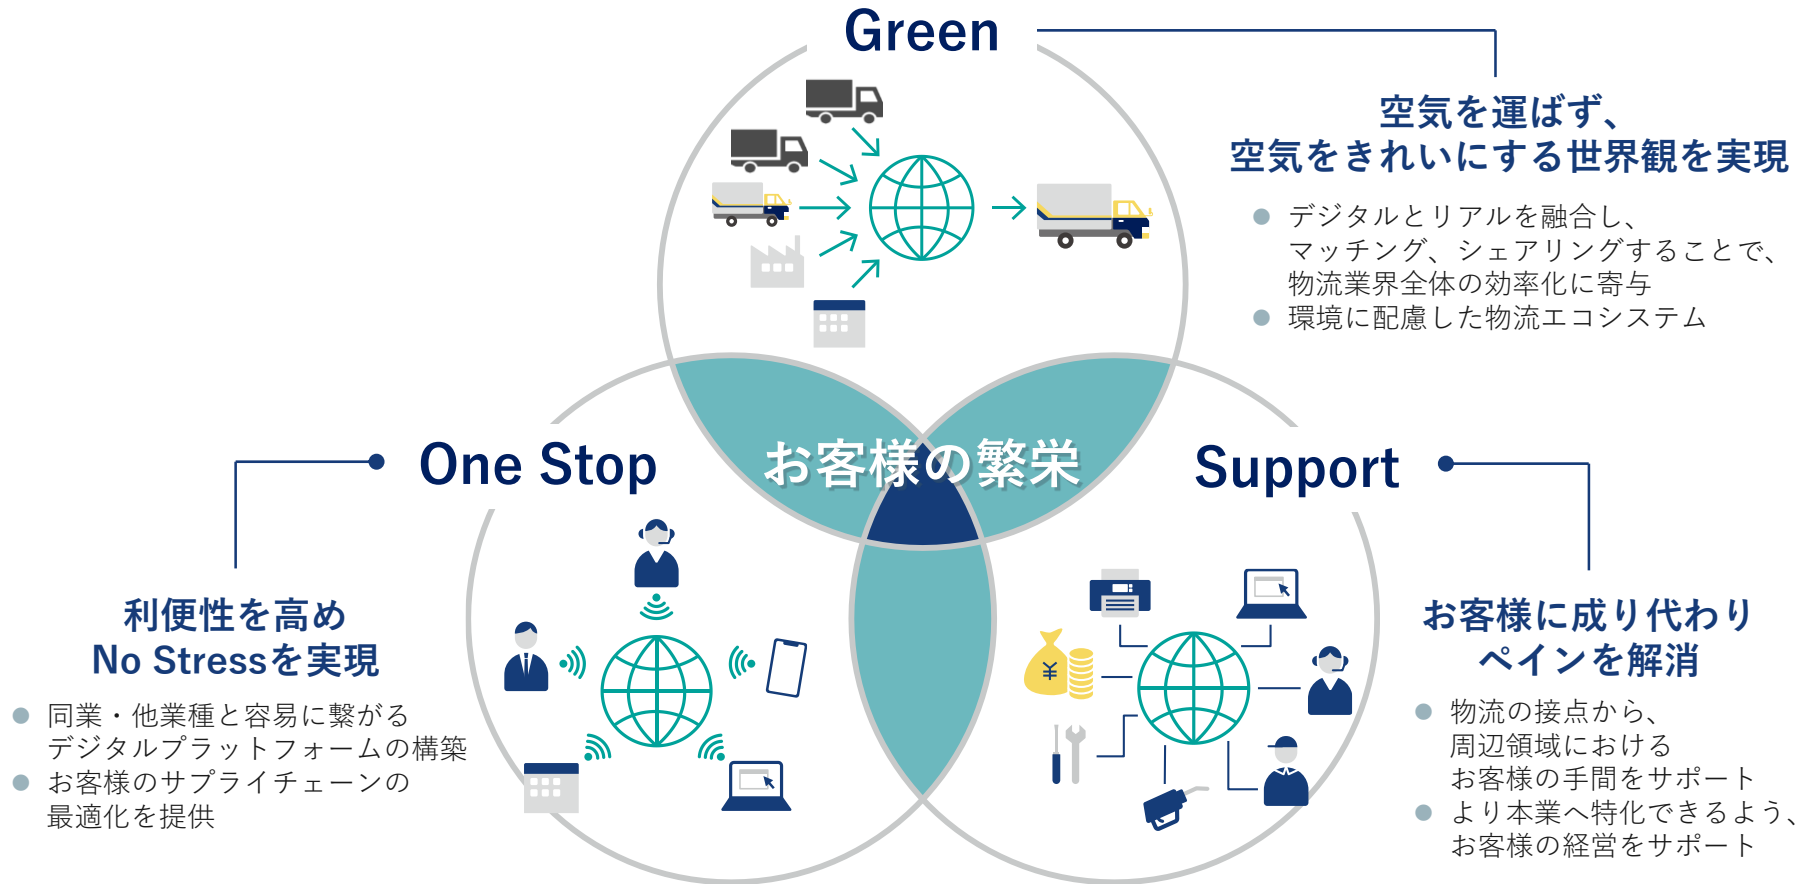 Green
空気を運ばず、
空気をきれいにする世界観を実現
● デジタルとリアルを融合し、
マッチング、シェアリングすることで、
物流業界全体の効率化に寄与
● 環境に配慮した物流エコシステム
お客様の繁栄
One Stop
利便性を高め
No Stressを実現
● 同業・他業種と容易に繋がる
デジタルプラットフォームの構築
● お客様のサプライチェーンの
最適化を提供
Support
¥
お客様に成り代わり
ペインを解消
● 物流の接点から、
周辺領域における
お客様の手間をサポート
● より本業へ特化できるよう、
お客様の経営をサポート